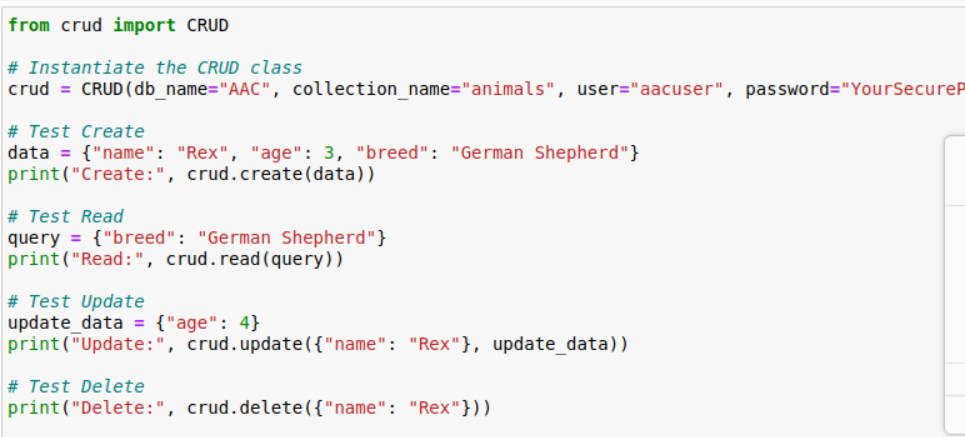 from crud import CRUD
# Instantiate the CRUD class
crud = CRUD(db_name="AAC", collection_name="animals", user="aacuser", password="YourSecureP
# Test Create
data = {"name": "Rex", "age": 3, "breed": "German Shepherd"}
print("Create:", crud.create(data))
# Test Read
query = {"breed": "German Shepherd"}
print("Read:", crud.read(query))
# Test Update
update_data = {"age": 4}
print("Update:", crud.update({"name": "Rex"}, update_data))
# Test Delete
print("Delete:", crud.delete({"name": "Rex"}))